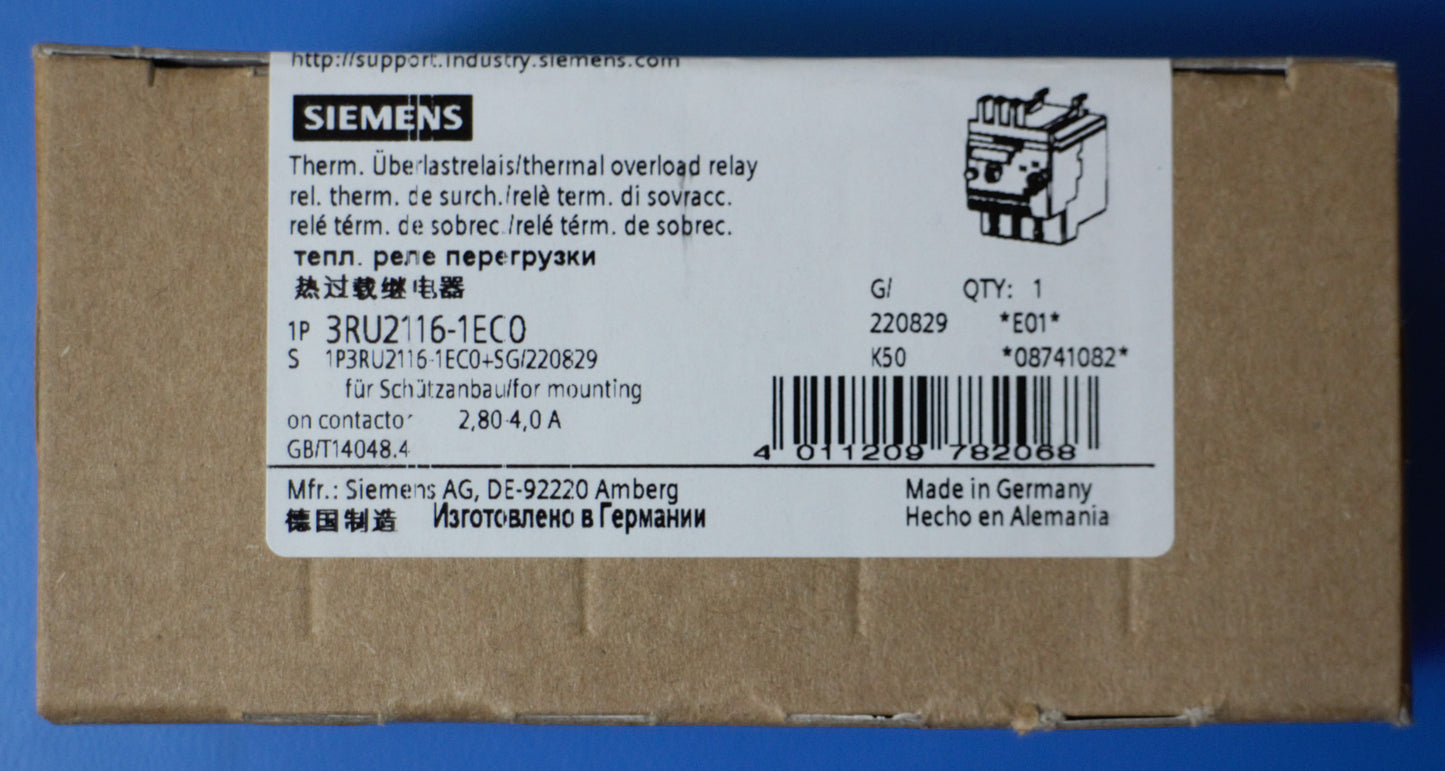 http://support.industry.siemens.com
SIEMENS
Therm. Überlastrelais/thermal overload relay
rel. therm. de surch./relè term. di sovracc.
relé térm. de sobrec./relé térm. de sobrec.
тепл. реле перегрузки
热过载继电器
G/ QTY: 1
1P 3RU2116-1EC0 220829 *E01*
S 1P3RU2116-1EC0+SG/220829 K50 *08741082*
für Schützanbau/for mounting
on contactor 2,80-4,0 A
GB/T14048.4
4 011209 782068
Mfr.: Siemens AG, DE-92220 Amberg Made in Germany
德国制造 Изготовлено в Германии Hecho en Alemania